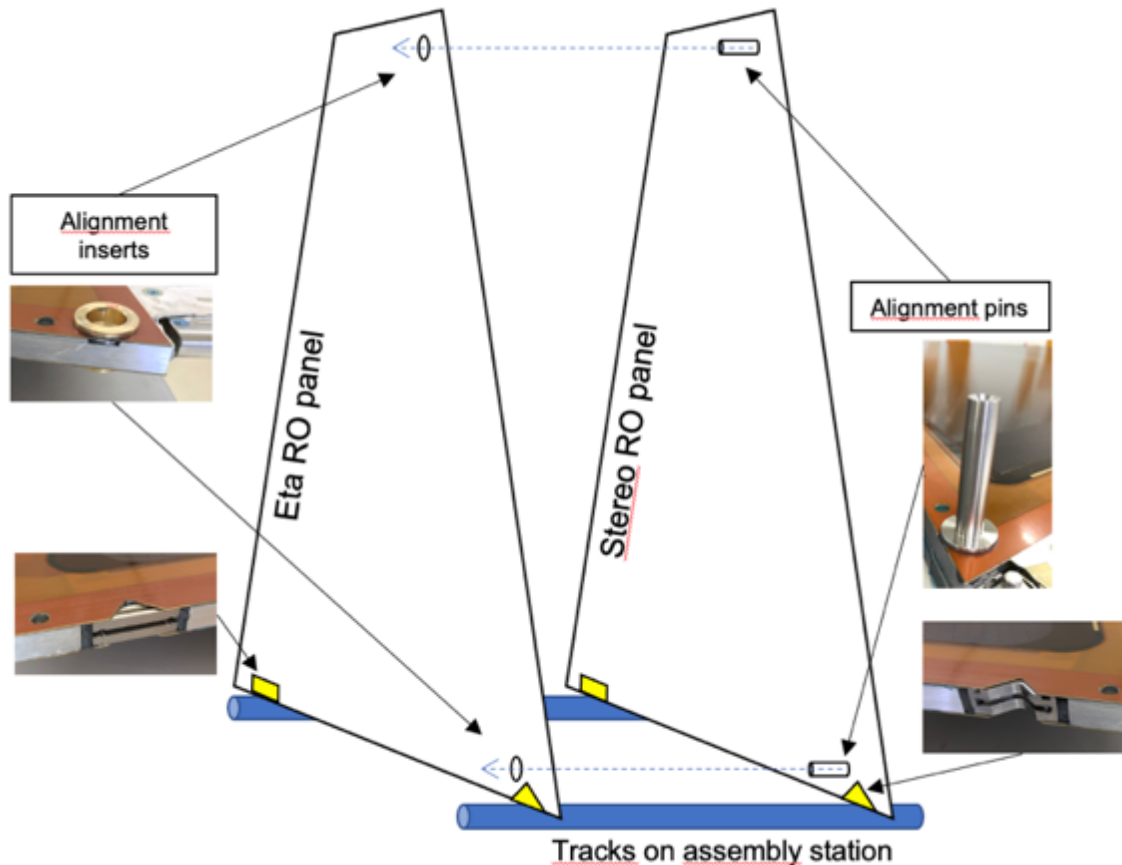 Alignment
inserts
Alignment pins
Eta RO panel
Stereo RO panel
Tracks on assembly station